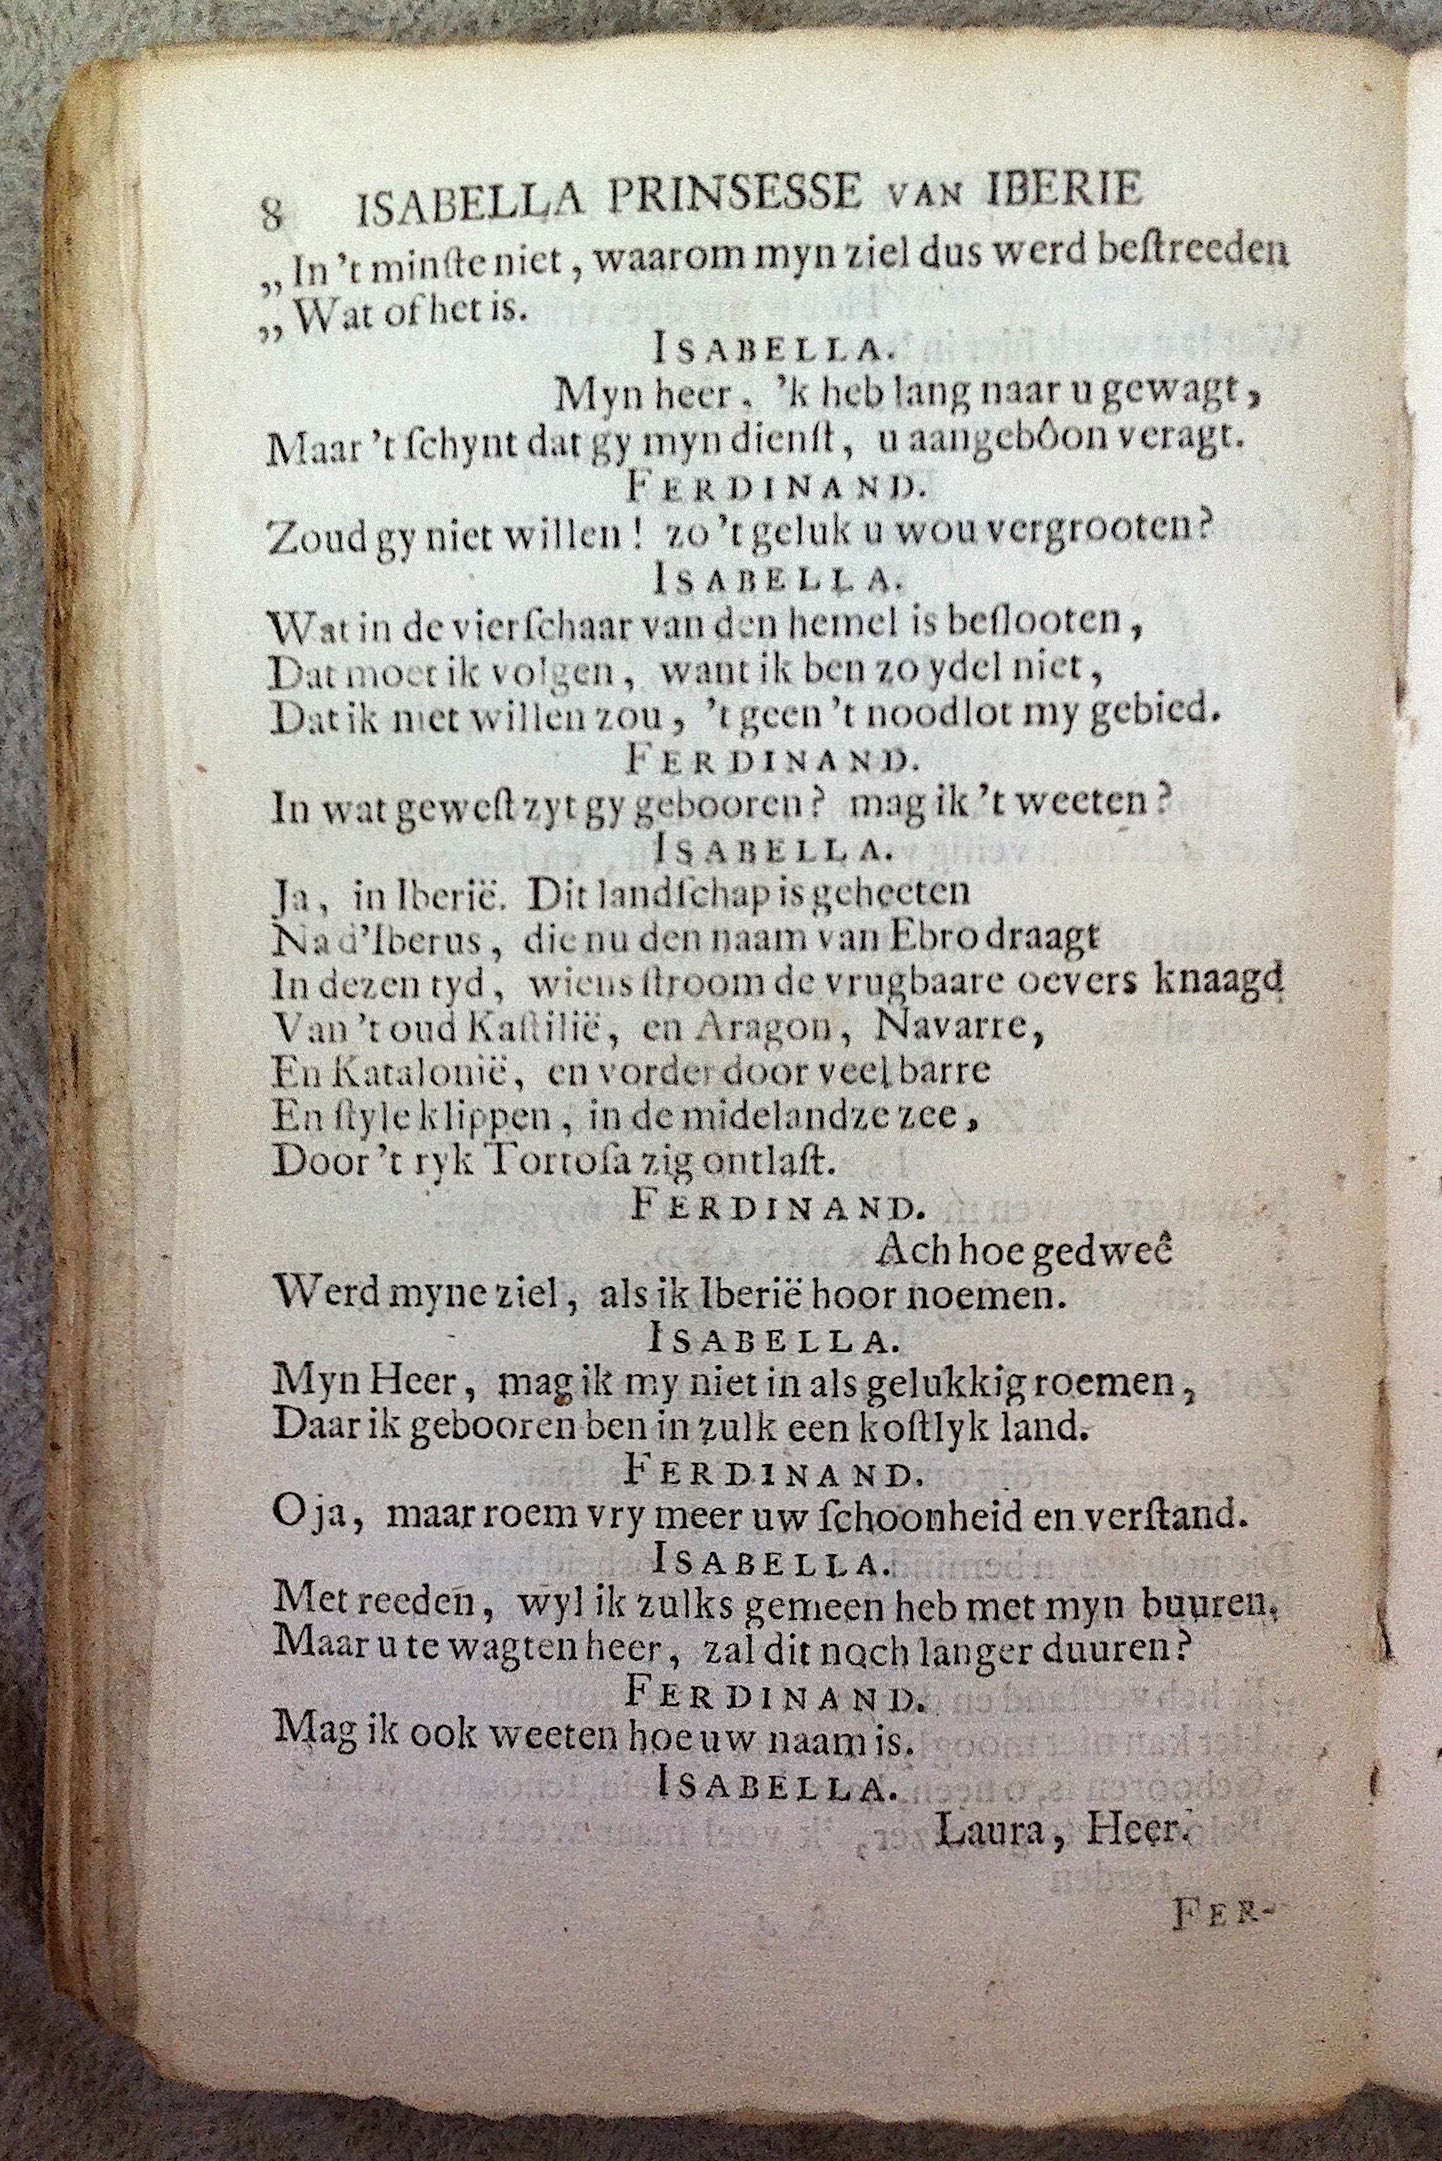 8 ISABELLA PRINSESSE VAN IBERIE
„In 't minſte niet, waarom myn ziel dus werd beſtreeden
„Wat of het is.
ISABELLA.
Myn heer, 'k heb lang naar u gewagt,
Maar 't ſchynt dat gy myn dienſt, u aangebôon veragt.
FERDINAND.
Zoud gy niet willen! zo 't geluk u wou vergrooten?
ISABELLA.
Wat in de vierſchaar van den hemel is beſlooten,
Dat moet ik volgen, want ik ben zo ydel niet,
Dat ik niet willen zou, 't geen 't noodlot my gebied.
FERDINAND.
In wat geweſt zyt gy gebooren? mag ik 't weeten?
ISABELLA.
Ja, in Iberië. Dit landſchap is geheeten
Na d'Iberus, die nu den naam van Ebro draagt
In dezen tyd, wiens ſtroom de vrugbaare oevers knaagd
Van 't oud Kaſtilië, en Aragon, Navarre,
En Katalonië, en vorder door veel barre
En ſtyle klippen, in de midelandze zee,
Door 't ryk Tortoſa zig ontlaſt.
FERDINAND.
Ach hoe gedweê
Werd myne ziel, als ik Iberië hoor noemen.
ISABELLA.
Myn Heer, mag ik my niet in als gelukkig roemen,
Daar ik gebooren ben in zulk een koſtlyk land.
FERDINAND.
O ja, maar roem vry meer uw ſchoonheid en verſtand.
ISABELLA.
Met reeden, wyl ik zulks gemeen heb met myn buuren.
Maar u te wagten heer, zal dit noch langer duuren?
FERDINAND.
Mag ik ook weeten hoe uw naam is.
ISABELLA.
Laura, Heer.
FER-